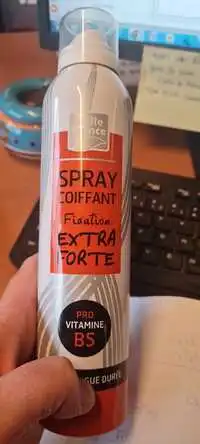 SPRAY
COIFFANT
Fixation
EXTRA
FORTE
PRO
VITAMINE
B5